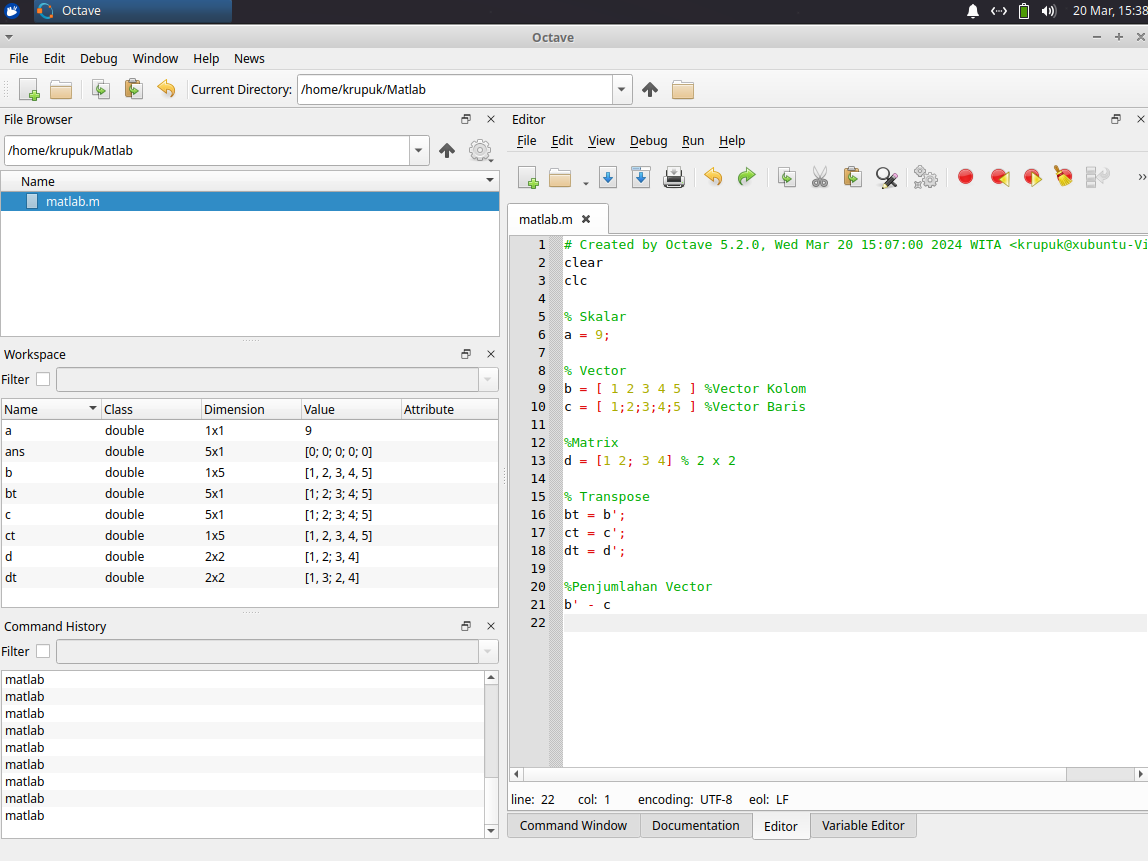 Octave
20 Mar, 15:38
Octave
File Edit Debug Window Help News
Current Directory: /home/krupuk/Matlab
File Browser
/home/krupuk/Matlab
Name
matlab.m
Workspace
Filter
Name Class Dimension Value Attribute
a double 1x1 9
ans double 5x1 [0; 0; 0; 0; 0]
b double 1x5 [1, 2, 3, 4, 5]
bt double 5x1 [1; 2; 3; 4; 5]
c double 5x1 [1; 2; 3; 4; 5]
ct double 1x5 [1, 2, 3, 4, 5]
d double 2x2 [1, 2; 3, 4]
dt double 2x2 [1, 3; 2, 4]
Command History
Filter
matlab
matlab
matlab
matlab
matlab
matlab
matlab
matlab
matlab
Editor
File Edit View Debug Run Help
matlab.m
1 # Created by Octave 5.2.0, Wed Mar 20 15:07:00 2024 WITA <krupuk@xubuntu-Vi
2 clear
3 clc
4
5 % Skalar
6 a = 9;
7
8 % Vector
9 b = [ 1 2 3 4 5 ] %Vector Kolom
10 c = [ 1;2;3;4;5 ] %Vector Baris
11
12 %Matrix
13 d = [1 2; 3 4] % 2 x 2
14
15 % Transpose
16 bt = b';
17 ct = c';
18 dt = d';
19
20 %Penjumlahan Vector
21 b' - c
22
line: 22 col: 1 encoding: UTF-8 eol: LF
Command Window Documentation Editor Variable Editor